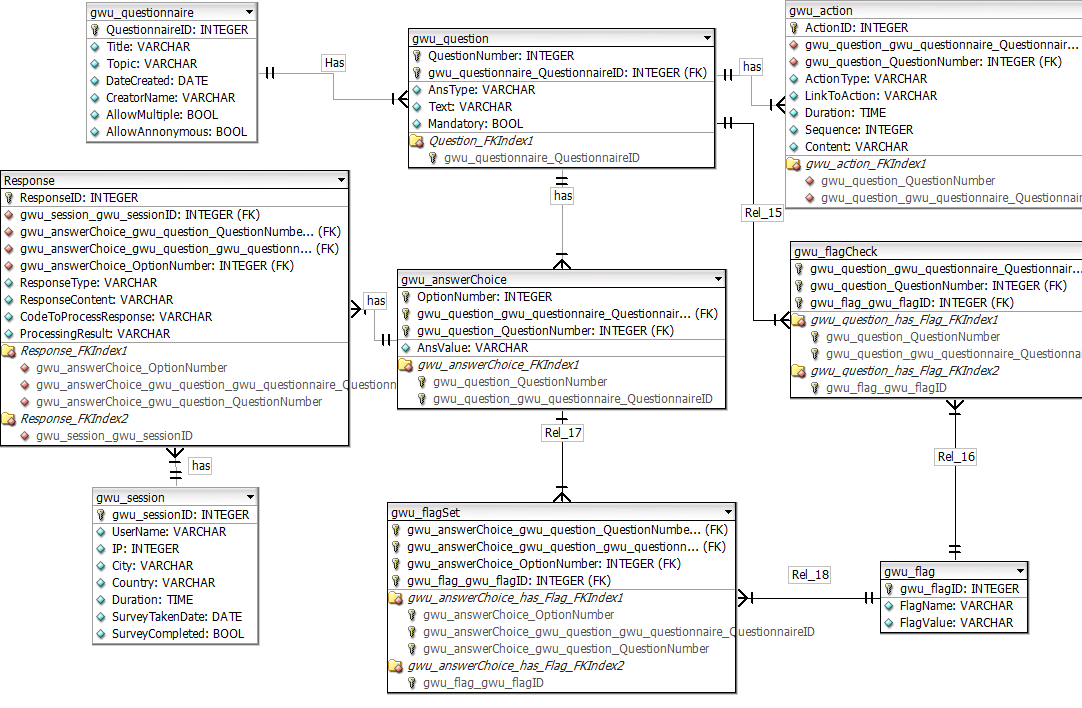 gwu_questionnaire
QuestionnaireID: INTEGER
Title: VARCHAR
Topic: VARCHAR
DateCreated: DATE
CreatorName: VARCHAR
AllowMultiple: BOOL
AllowAnnonymous: BOOL
Has
gwu_question
QuestionNumber: INTEGER
gwu_questionnaire_QuestionnaireID: INTEGER (FK)
AnsType: VARCHAR
Text: VARCHAR
Mandatory: BOOL
Question_FKIndex1
gwu_questionnaire_QuestionnaireID
has
gwu_action
ActionID: INTEGER
gwu_question_gwu_questionnaire_Questionnair...
gwu_question_QuestionNumber: INTEGER (FK)
ActionType: VARCHAR
LinkToAction: VARCHAR
Duration: TIME
Sequence: INTEGER
Content: VARCHAR
gwu_action_FKIndex1
gwu_question_QuestionNumber
gwu_question_gwu_questionnaire_Questionnair
Response
ResponseID: INTEGER
gwu_session_gwu_sessionID: INTEGER (FK)
gwu_answerChoice_gwu_question_QuestionNumbe... (FK)
gwu_answerChoice_gwu_question_gwu_questionn... (FK)
gwu_answerChoice_OptionNumber: INTEGER (FK)
ResponseType: VARCHAR
ResponseContent: VARCHAR
CodeToProcessResponse: VARCHAR
ProcessingResult: VARCHAR
Response_FKIndex1
gwu_answerChoice_OptionNumber
gwu_answerChoice_gwu_question_gwu_questionnaire_Questionn
gwu_answerChoice_gwu_question_QuestionNumber
Response_FKIndex2
gwu_session_gwu_sessionID
has
has
Rel_15
gwu_answerChoice
OptionNumber: INTEGER
gwu_question_gwu_questionnaire_Questionnair... (FK)
gwu_question_QuestionNumber: INTEGER (FK)
AnsValue: VARCHAR
gwu_answerChoice_FKIndex1
gwu_question_QuestionNumber
gwu_question_gwu_questionnaire_QuestionnaireID
gwu_flagCheck
gwu_question_gwu_questionnaire_Questionnair...
gwu_question_QuestionNumber: INTEGER (FK)
gwu_flag_gwu_flagID: INTEGER (FK)
gwu_question_has_Flag_FKIndex1
gwu_question_QuestionNumber
gwu_question_gwu_questionnaire_Questionna
gwu_question_has_Flag_FKIndex2
gwu_flag_gwu_flagID
has
Rel_17
Rel_16
gwu_session
gwu_sessionID: INTEGER
UserName: VARCHAR
IP: INTEGER
City: VARCHAR
Country: VARCHAR
Duration: TIME
SurveyTakenDate: DATE
SurveyCompleted: BOOL
gwu_flagSet
gwu_answerChoice_gwu_question_QuestionNumbe... (FK)
gwu_answerChoice_gwu_question_gwu_questionn... (FK)
gwu_answerChoice_OptionNumber: INTEGER (FK)
gwu_flag_gwu_flagID: INTEGER (FK)
gwu_answerChoice_has_Flag_FKIndex1
gwu_answerChoice_OptionNumber
gwu_answerChoice_gwu_question_gwu_questionnaire_QuestionnaireID
gwu_answerChoice_gwu_question_QuestionNumber
gwu_answerChoice_has_Flag_FKIndex2
gwu_flag_gwu_flagID
Rel_18
gwu_flag
gwu_flagID: INTEGER
FlagName: VARCHAR
FlagValue: VARCHAR